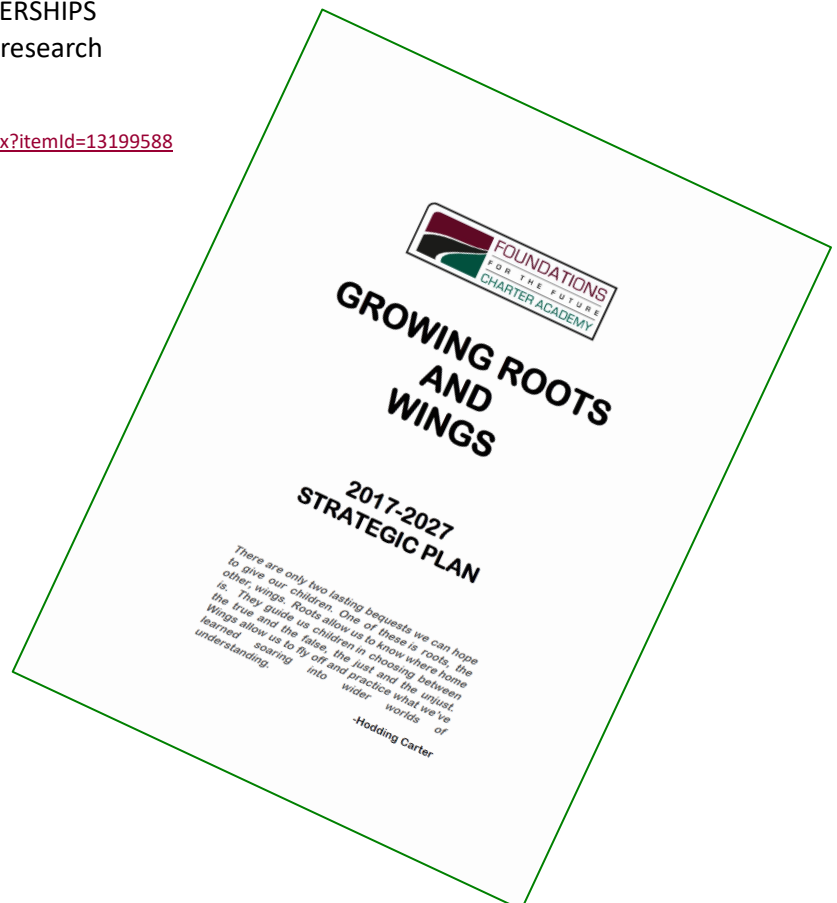 ERSHIPS
research
x?itemId=13199588
FOUNDATIONS
FOR THE FUTURE
CHARTER ACADEMY
GROWING ROOTS
AND
WINGS
2017-2027
STRATEGIC PLAN
There are only two lasting bequests we can hope
to give our children. One of these is roots, the
other, wings. Roots allow us to know where home
is. They guide us children in choosing between
the true and the false, the just and the unjust.
Wings allow us to fly off and practice what we've
learned soaring into wider worlds of
understanding.
-Hodding Carter